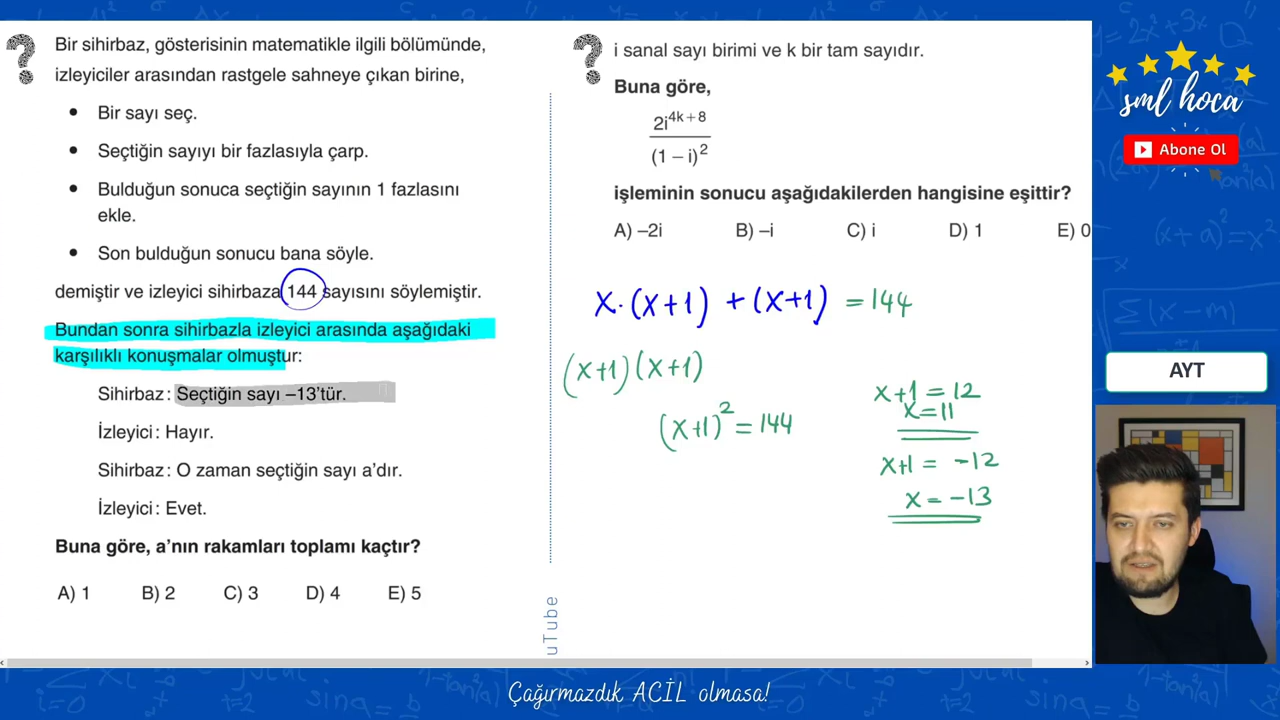 Bir sihirbaz, gösterisinin matematikle ilgili bölümünde,
izleyiciler arasından rastgele sahneye çıkan birine,
• Bir sayı seç.
• Seçtiğin sayıyı bir fazlasıyla çarp.
• Bulduğun sonuca seçtiğin sayının 1 fazlasını
ekle.
• Son bulduğun sonucu bana söyle.
demiştir ve izleyici sihirbaza 144 sayısını söylemiştir.
Bundan sonra sihirbazla izleyici arasında aşağıdaki
karşılıklı konuşmalar olmuştur:
Sihirbaz: Seçtiğin sayı –13'tür.
İzleyici: Hayır.
Sihirbaz: O zaman seçtiğin sayı a'dır.
İzleyici: Evet.
Buna göre, a'nın rakamları toplamı kaçtır?
A) 1 B) 2 C) 3 D) 4 E) 5
uTube
i sanal sayı birimi ve k bir tam sayıdır.
Buna göre,
2i^{4k+8}
(1 – i)^2
işleminin sonucu aşağıdakilerden hangisine eşittir?
A) –2i B) –i C) i D) 1 E) 0
x·(x+1) + (x+1) = 144
(x+1)(x+1)
(x+1)^2 = 144
x+1 = 12
x=11
x+1 = -12
x = -13
sml hoca
Abone Ol
AYT
Çağırmazdık ACİL olmasa!